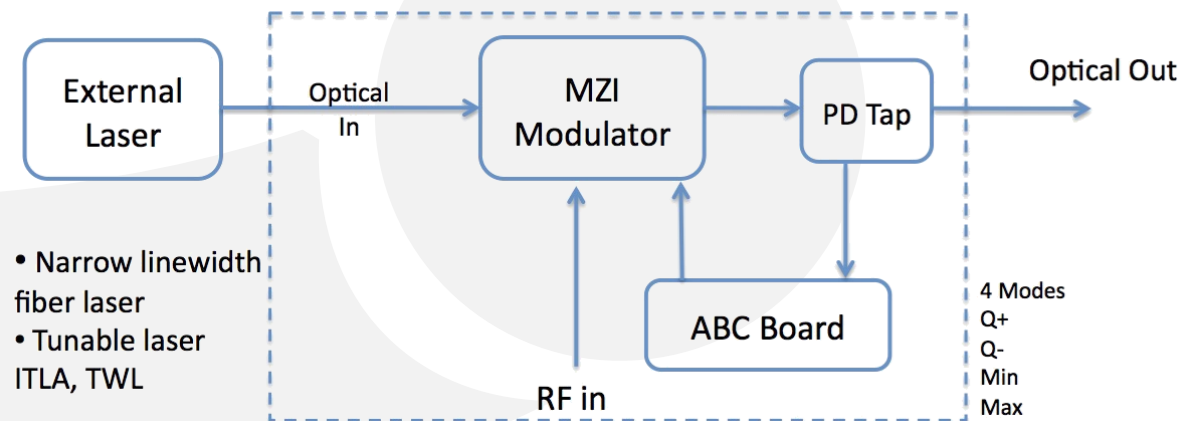 External
Laser
Optical
In
MZI
Modulator
PD Tap
Optical Out
• Narrow linewidth
fiber laser
• Tunable laser
ITLA, TWL
RF in
ABC Board
4 Modes
Q+
Q-
Min
Max